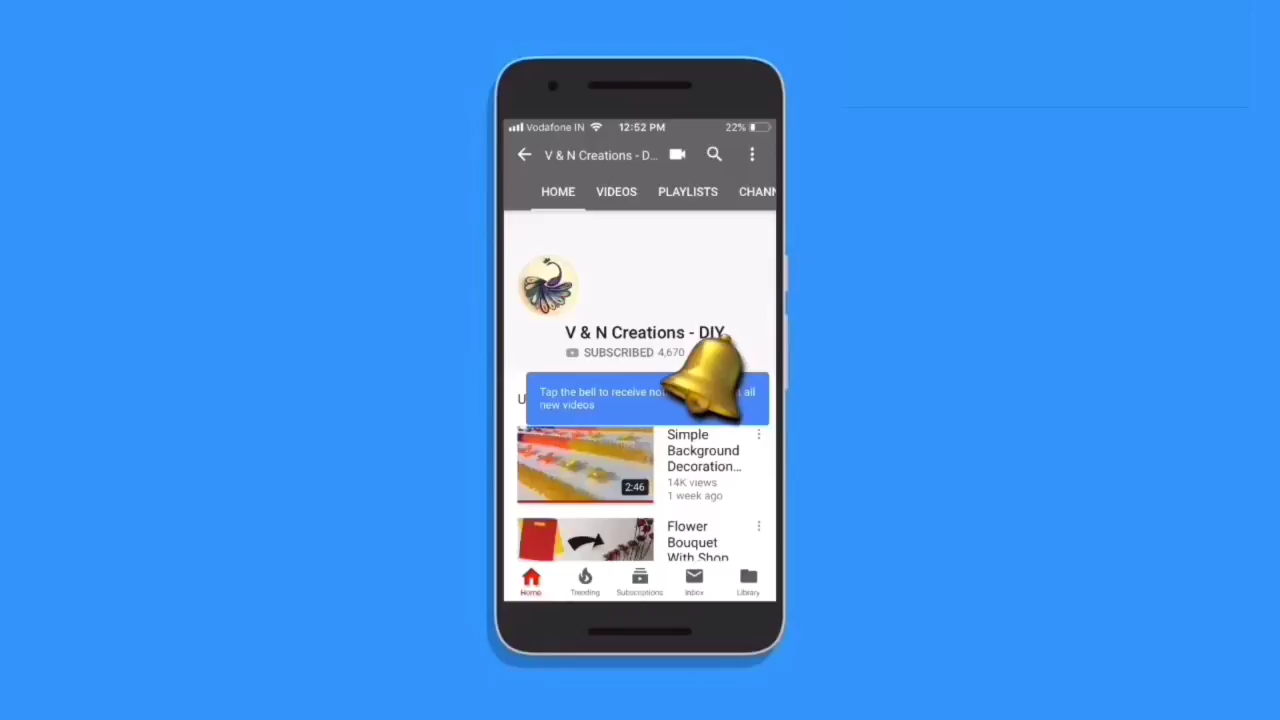 Vodafone IN 12:52 PM 22%
V & N Creations - D...
HOME VIDEOS PLAYLISTS CHANN
V & N Creations - DIY
SUBSCRIBED 4,670
U
Tap the bell to receive all
new videos
Simple
Background
Decoration...
14K views
1 week ago
2:46
Flower
Bouquet
With Shop
Home Trending Subscriptions Inbox Library